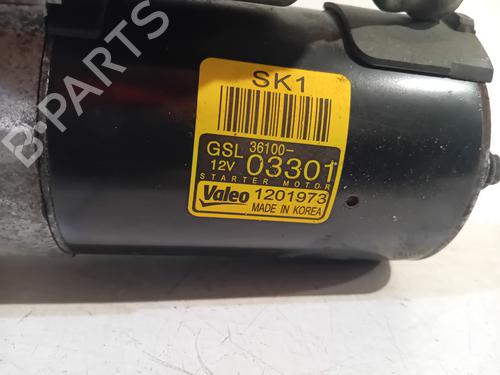 SK1
GSL 36100-
12V 03301
STARTER MOTOR
Valeo 1201973
MADE IN KOREA
B-PARTS